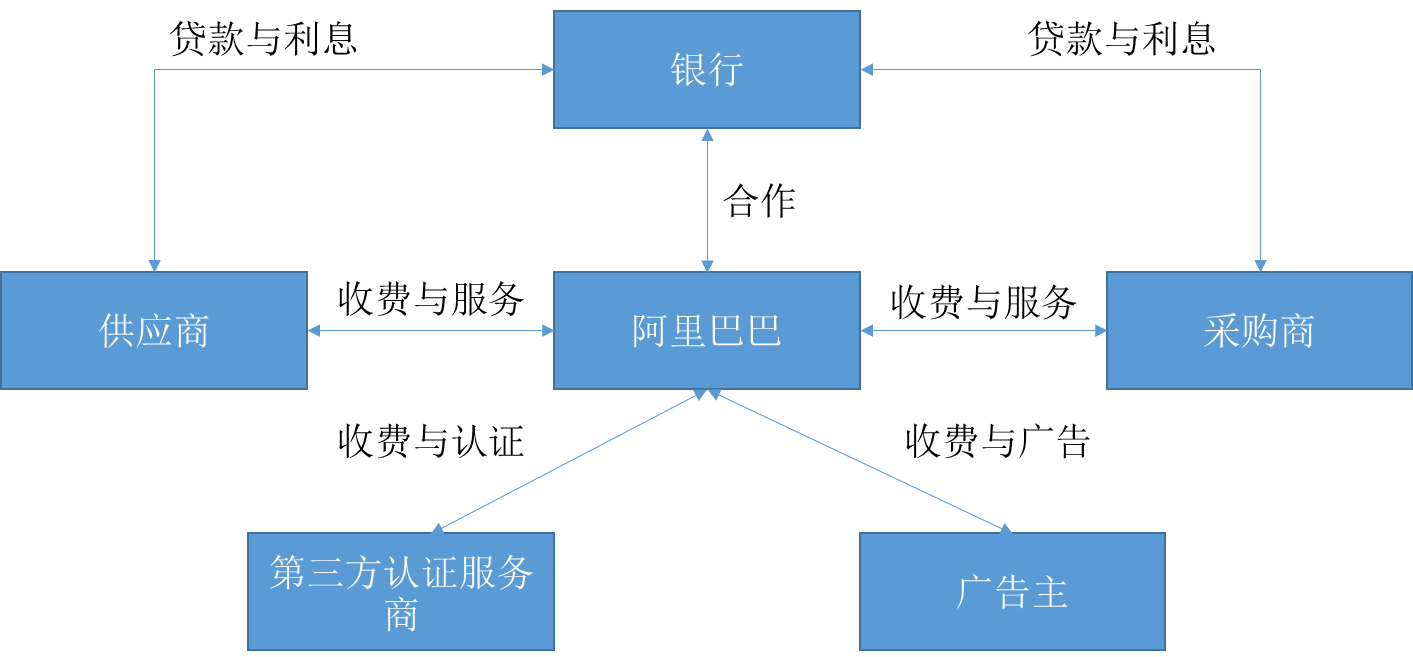 贷款与利息
银行
贷款与利息
合作
供应商
收费与服务
阿里巴巴
收费与服务
采购商
收费与认证
收费与广告
第三方认证服务
商
广告主